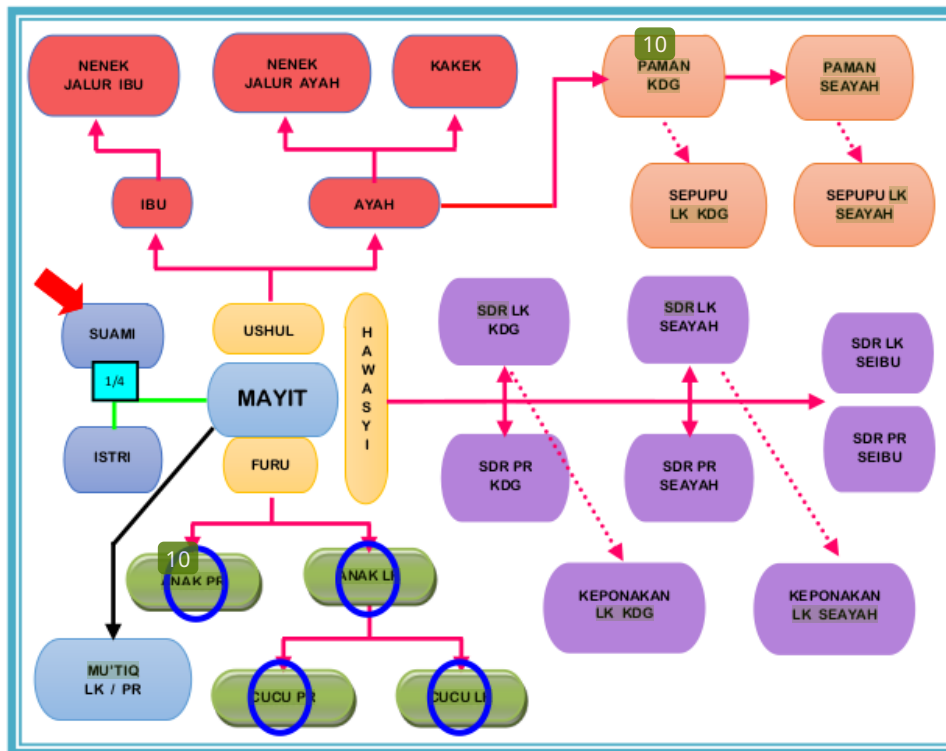 NENEK
JALUR IBU
NENEK
JALUR AYAH
KAKEK
10
PAMAN
KDG
PAMAN
SEAYAH
IBU
AYAH
SEPUPU
LK KDG
SEPUPU LK
SEAYAH
SUAMI
USHUL
HAWASYI
SDR LK
KDG
SDR LK
SEAYAH
SDR LK
SEIBU
1/4
MAYIT
ISTRI
FURU
SDR PR
KDG
SDR PR
SEAYAH
SDR PR
SEIBU
10
ANAK PR
ANAK LK
KEPONAKAN
LK KDG
KEPONAKAN
LK SEAYAH
MU'TIQ
LK / PR
CUCU PR
CUCU LK